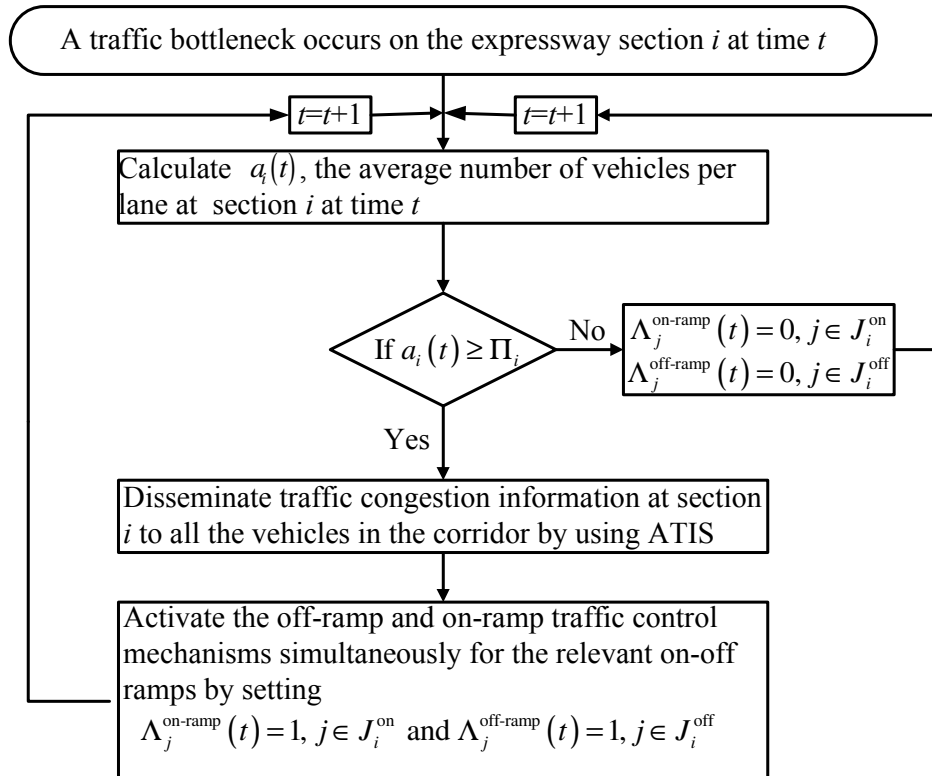 A traffic bottleneck occurs on the expressway section i at time t
t=t+1
t=t+1
Calculate a_i(t), the average number of vehicles per
lane at section i at time t
If a_i(t) ≥ Π_i
No
Λ_j^on-ramp (t) = 0, j ∈ J_i^on
Λ_j^off-ramp (t) = 0, j ∈ J_i^off
Yes
Disseminate traffic congestion information at section
i to all the vehicles in the corridor by using ATIS
Activate the off-ramp and on-ramp traffic control
mechanisms simultaneously for the relevant on-off
ramps by setting
Λ_j^on-ramp (t) = 1, j ∈ J_i^on and Λ_j^off-ramp (t) = 1, j ∈ J_i^off